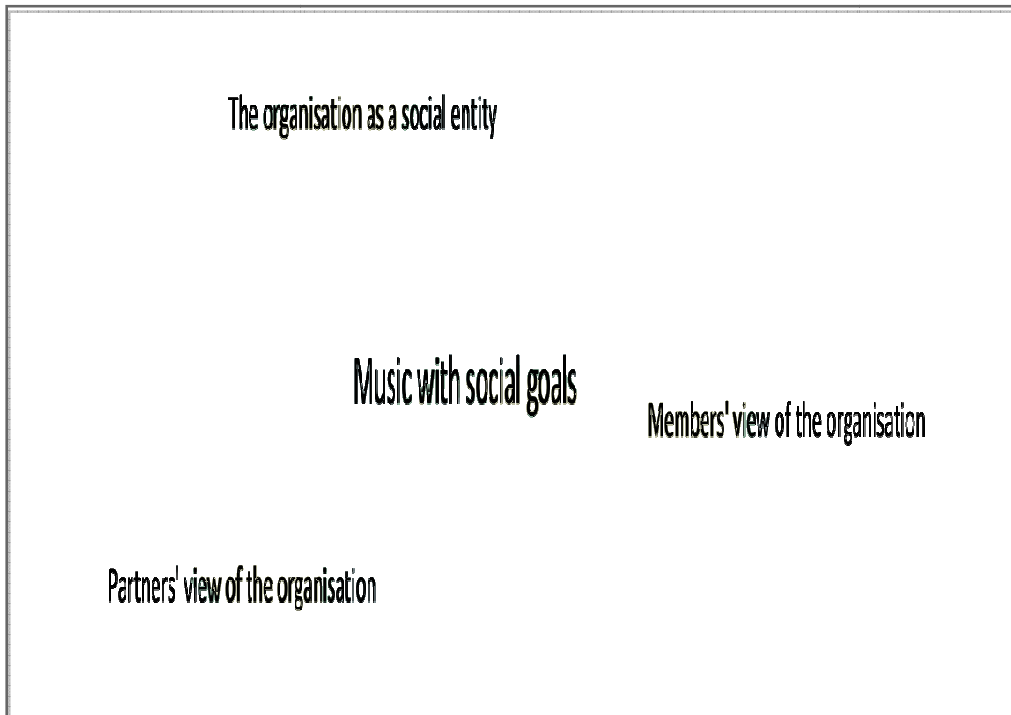 The organisation as a social entity
Music with social goals
Members' view of the organisation
Partners' view of the organisation